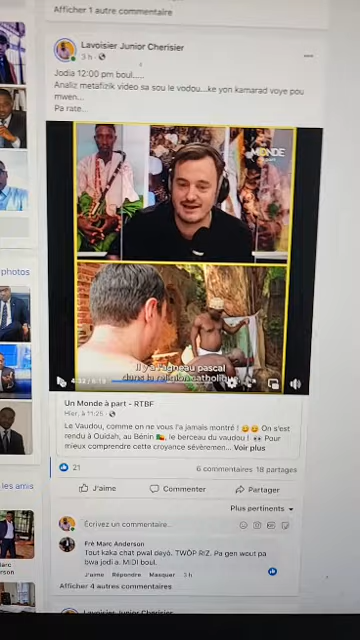 Afficher 1 autre commentaire
Lavoisier Junior Cherisier
3 h ·
Jodia 12:00 pm boul.....
Analiz metafizik video sa sou le vodou...ke yon kamarad voye pou
mwen...
Pa rate...
MONDE
Il y a l'agneau pascal
dans la religion catholique
Un Monde à part - RTBF
Hier, à 11:25 ·
Le Vaudou, comme on ne vous l'a jamais montré ! 😄😄 On s'est
rendu à Ouidah, au Bénin 🇧🇯, le berceau du vaudou ! 👀 Pour
mieux comprendre cette croyance sévèremen... Voir plus
21
6 commentaires 18 partages
J'aime
Commenter
Partager
Plus pertinents
Écrivez un commentaire...
Frè Marc Anderson
Tout kaka chat pwal deyò. TWÒP RIZ. Pa gen wout pa
bwa jodi a. MIDI boul.
J'aime Répondre Masquer 3 h
Afficher 4 autres commentaires
Lavoisier Junior Cherisier
photos
les amis
Marc
erson